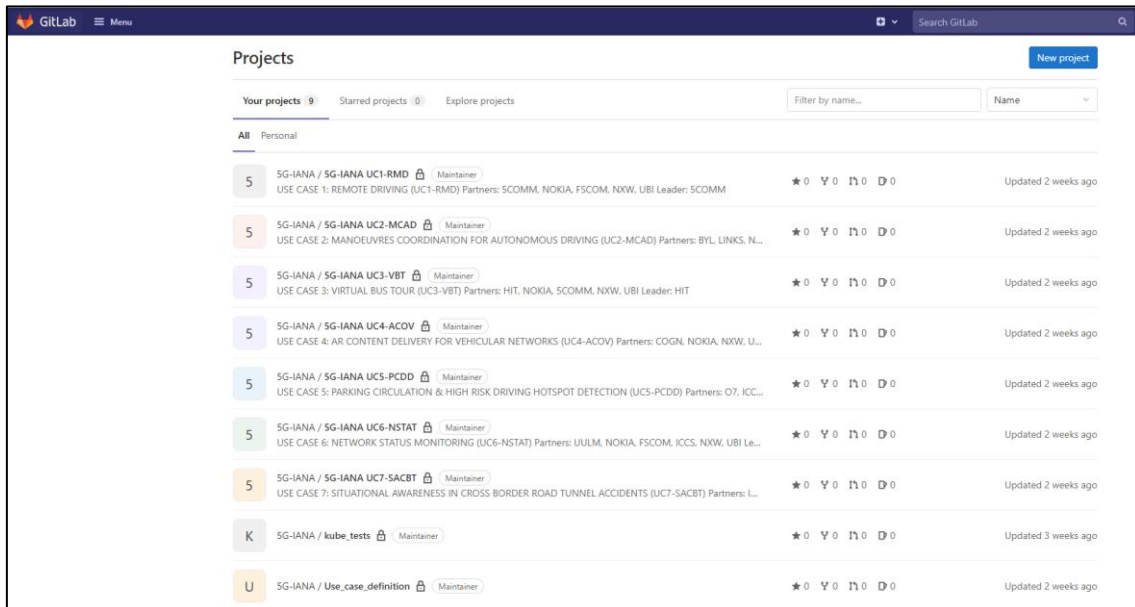 GitLab Menu Search GitLab
Projects New project
Your projects 9 Starred projects 0 Explore projects Filter by name... Name
All Personal
5 5G-IANA / 5G-IANA UC1-RMD Maintainer 0 0 0 0 Updated 2 weeks ago
USE CASE 1: REMOTE DRIVING (UC1-RMD) Partners: 5COMM, NOKIA, FSCOM, NXW, UBI Leader: 5COMM
5 5G-IANA / 5G-IANA UC2-MCAD Maintainer 0 0 0 0 Updated 2 weeks ago
USE CASE 2: MANOEUVRES COORDINATION FOR AUTONOMOUS DRIVING (UC2-MCAD) Partners: BYL, LINKS, N...
5 5G-IANA / 5G-IANA UC3-VBT Maintainer 0 0 0 0 Updated 2 weeks ago
USE CASE 3: VIRTUAL BUS TOUR (UC3-VBT) Partners: HIT, NOKIA, 5COMM, NXW, UBI Leader: HIT
5 5G-IANA / 5G-IANA UC4-ACOV Maintainer 0 0 0 0 Updated 2 weeks ago
USE CASE 4: AR CONTENT DELIVERY FOR VEHICULAR NETWORKS (UC4-ACOV) Partners: COGN, NOKIA, NXW, U...
5 5G-IANA / 5G-IANA UC5-PCDD Maintainer 0 0 0 0 Updated 2 weeks ago
USE CASE 5: PARKING CIRCULATION & HIGH RISK DRIVING HOTSPOT DETECTION (UC5-PCDD) Partners: O7, ICC...
5 5G-IANA / 5G-IANA UC6-NSTAT Maintainer 0 0 0 0 Updated 2 weeks ago
USE CASE 6: NETWORK STATUS MONITORING (UC6-NSTAT) Partners: UULM, NOKIA, FSCOM, ICCS, NXW, UBI Le...
5 5G-IANA / 5G-IANA UC7-SACBT Maintainer 0 0 0 0 Updated 2 weeks ago
USE CASE 7: SITUATIONAL AWARENESS IN CROSS BORDER ROAD TUNNEL ACCIDENTS (UC7-SACBT) Partners: I...
K 5G-IANA / kube_tests Maintainer 0 0 0 0 Updated 3 weeks ago
U 5G-IANA / Use_case_definition Maintainer 0 0 0 0 Updated 2 weeks ago